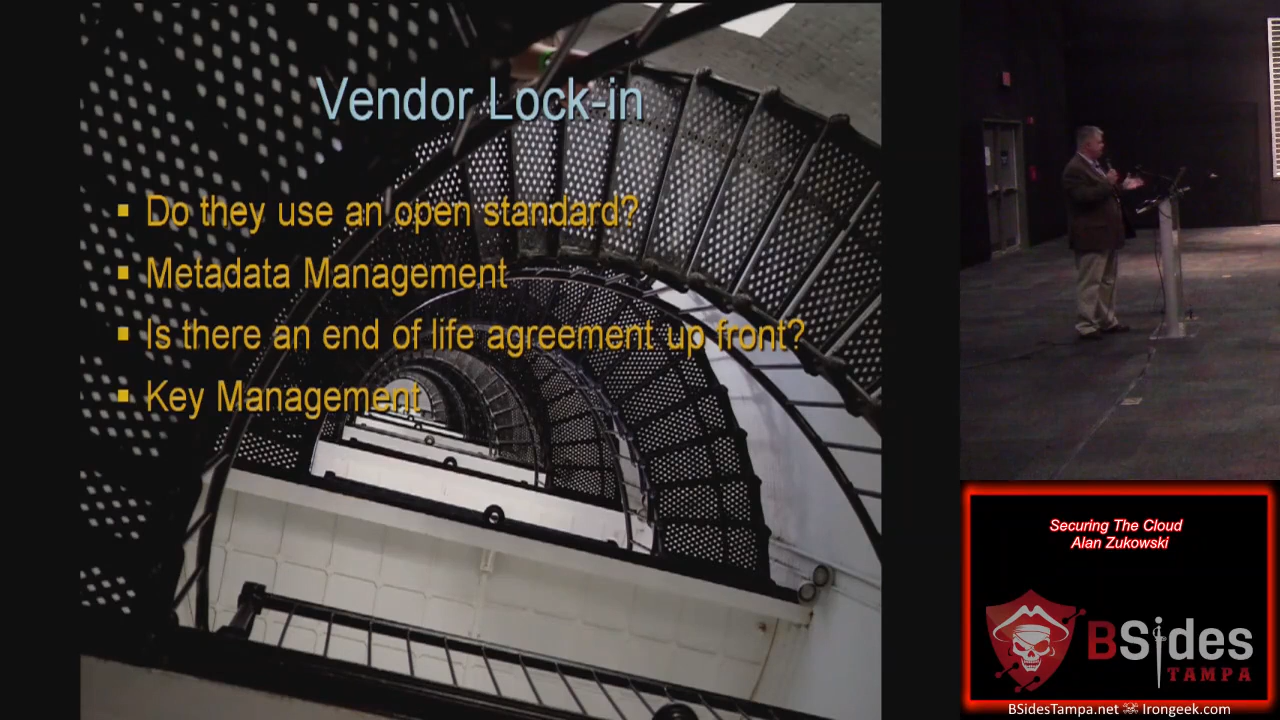 Vendor Lock-in
▪ Do they use an open standard?
▪ Metadata Management
▪ Is there an end of life agreement up front?
▪ Key Management
Securing The Cloud
Alan Zukowski
BSides
TAMPA
BSidesTampa.net ☠ Irongeek.com